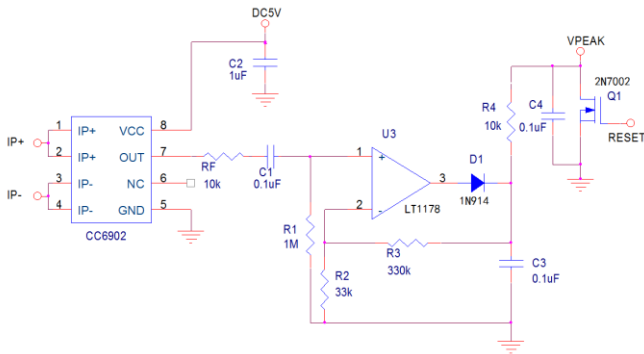 DC5V
C2
1uF
VPEAK
2N7002
Q1
RESET
C4
0.1uF
R4
10k
IP+
IP-
1 IP+ VCC 8
2 IP+ OUT 7
3 IP- NC 6
4 IP- GND 5
CC6902
RF
10k
C1
0.1uF
U3
1 +
2 -
3
LT1178
D1
1N914
R1
1M
R2
33k
R3
330k
C3
0.1uF